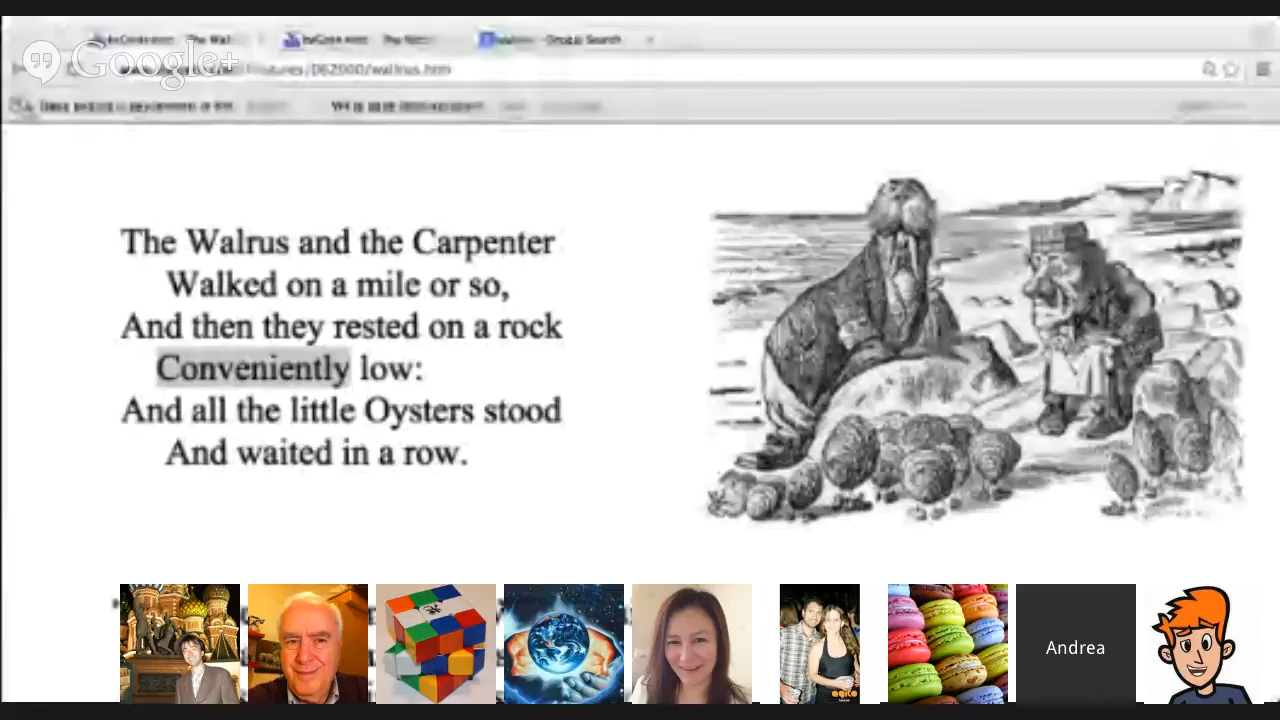 Google+
The Walrus and the Carpenter
Walked on a mile or so,
And then they rested on a rock
Conveniently low:
And all the little Oysters stood
And waited in a row.
agito
Andrea